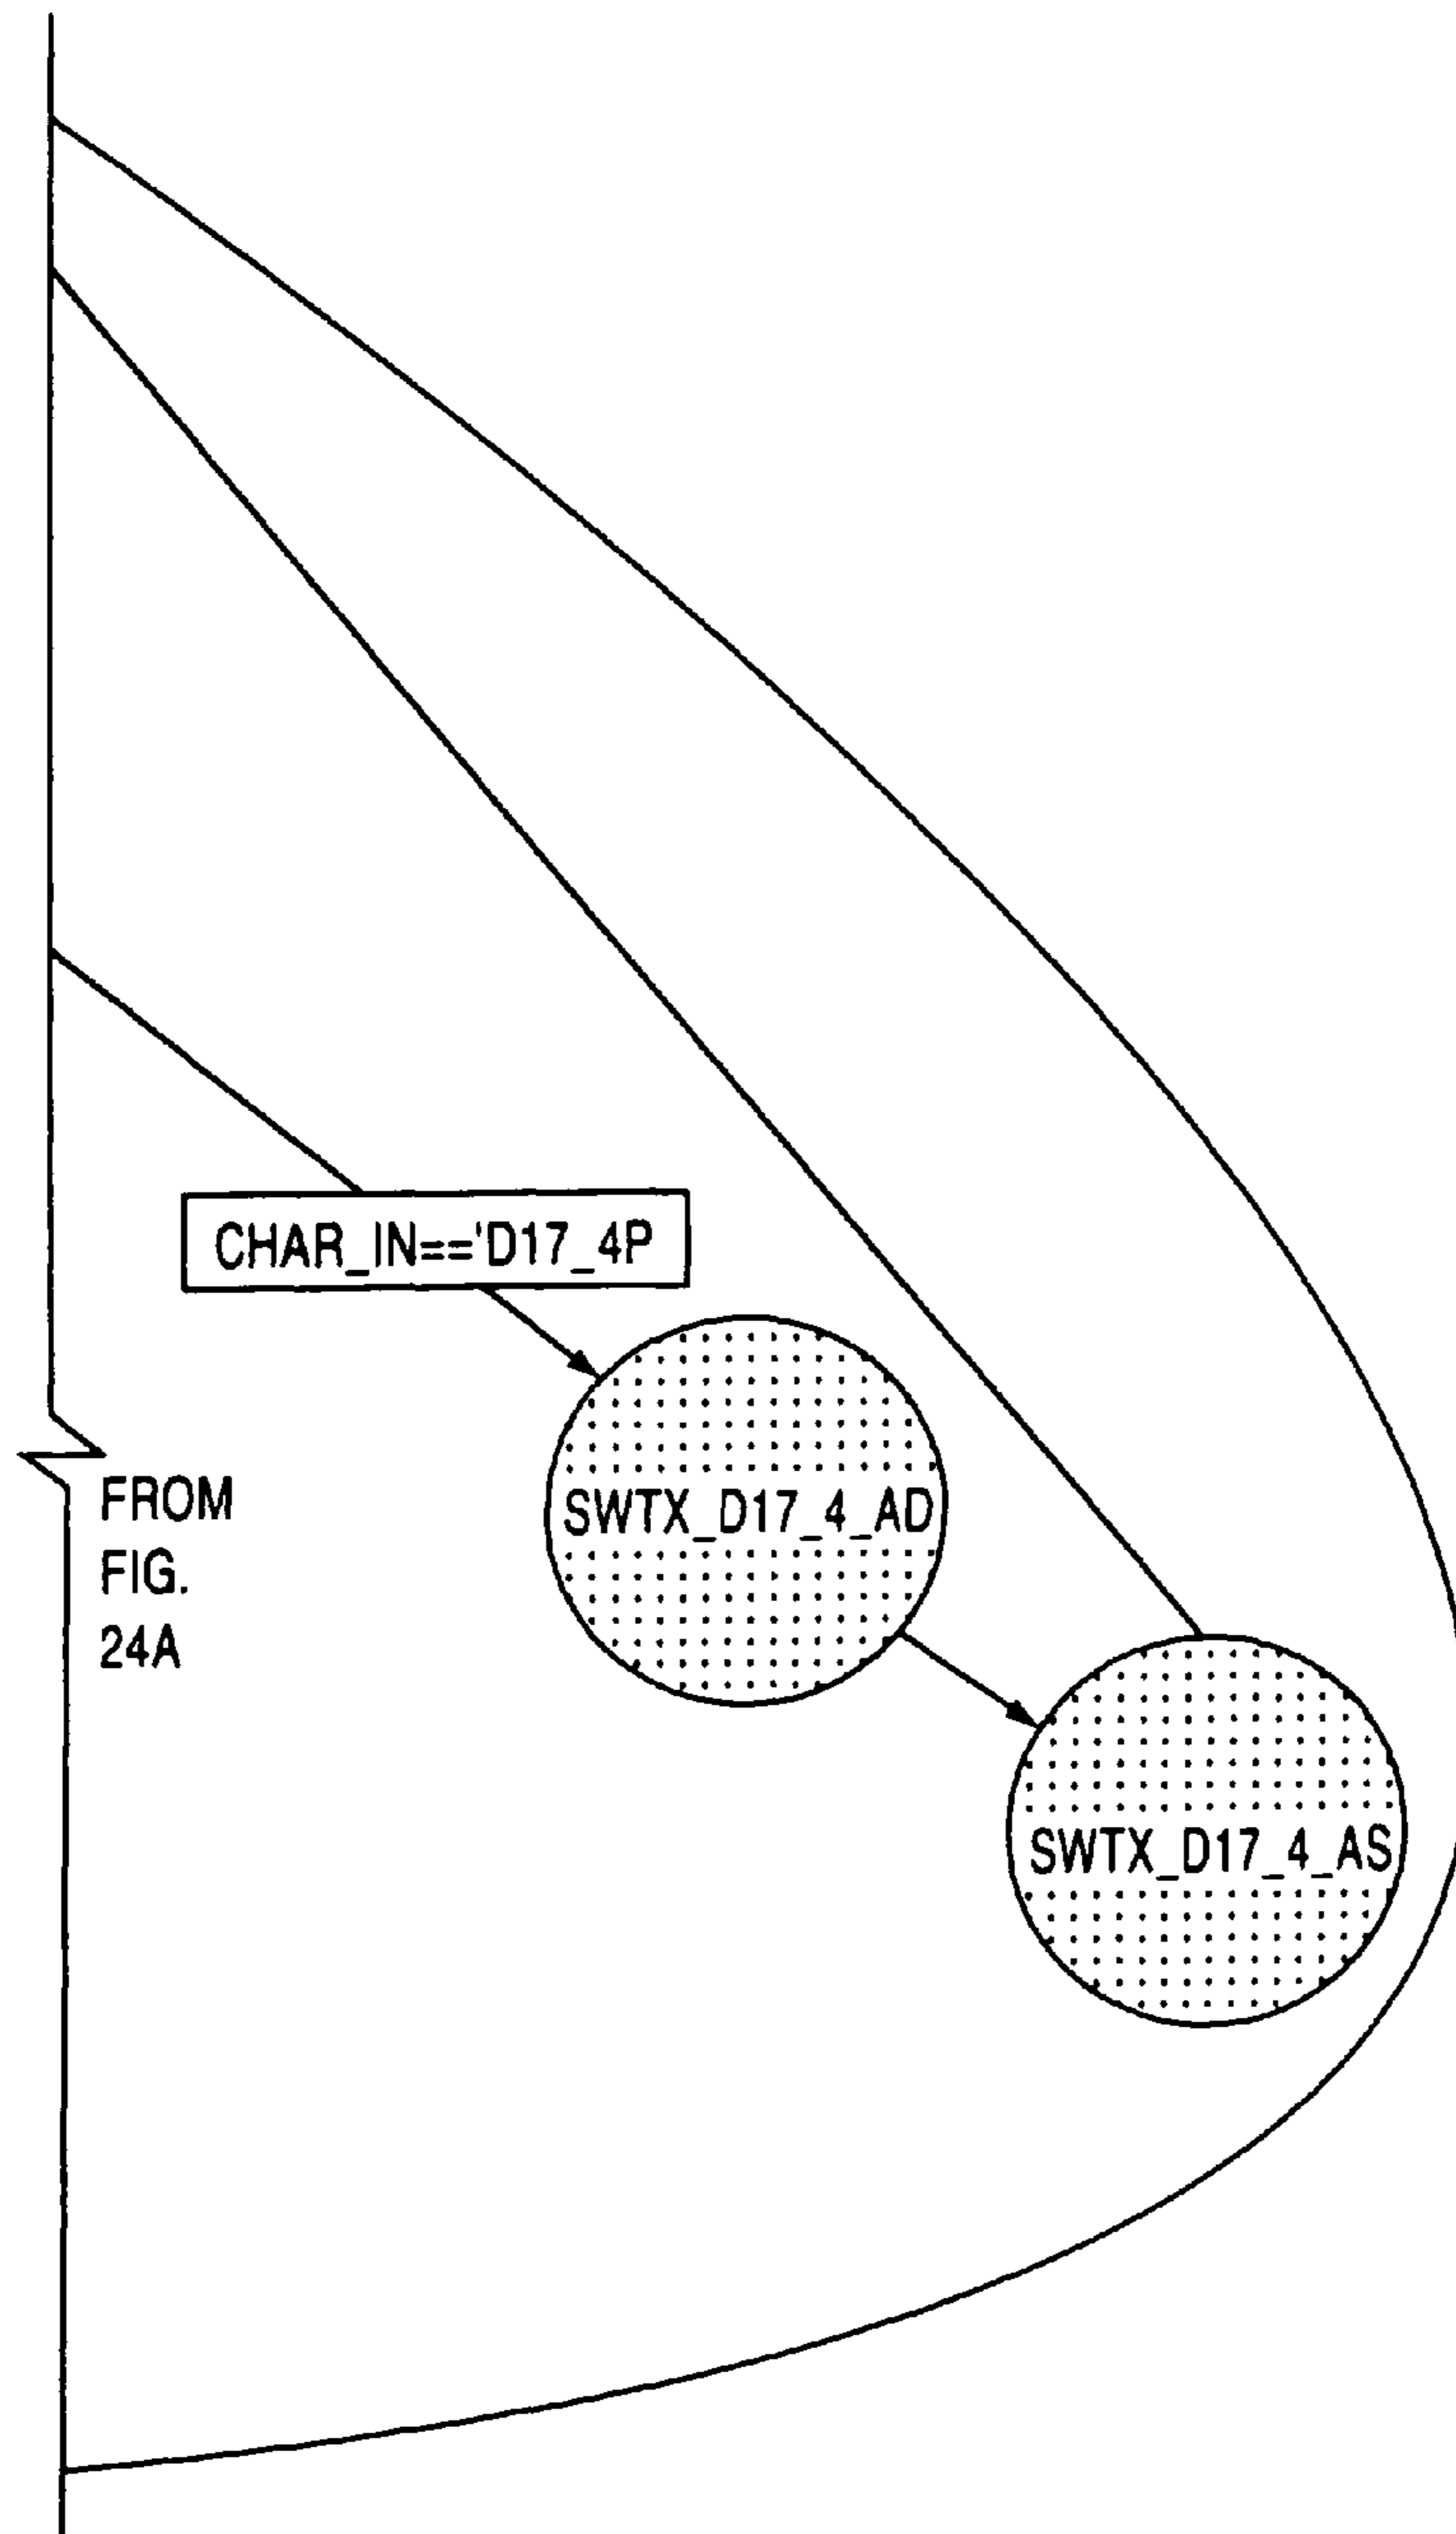 CHAR_IN=='D17_4P
SWTX_D17_4_AD
FROM
FIG.
24A
SWTX_D17_4_AS